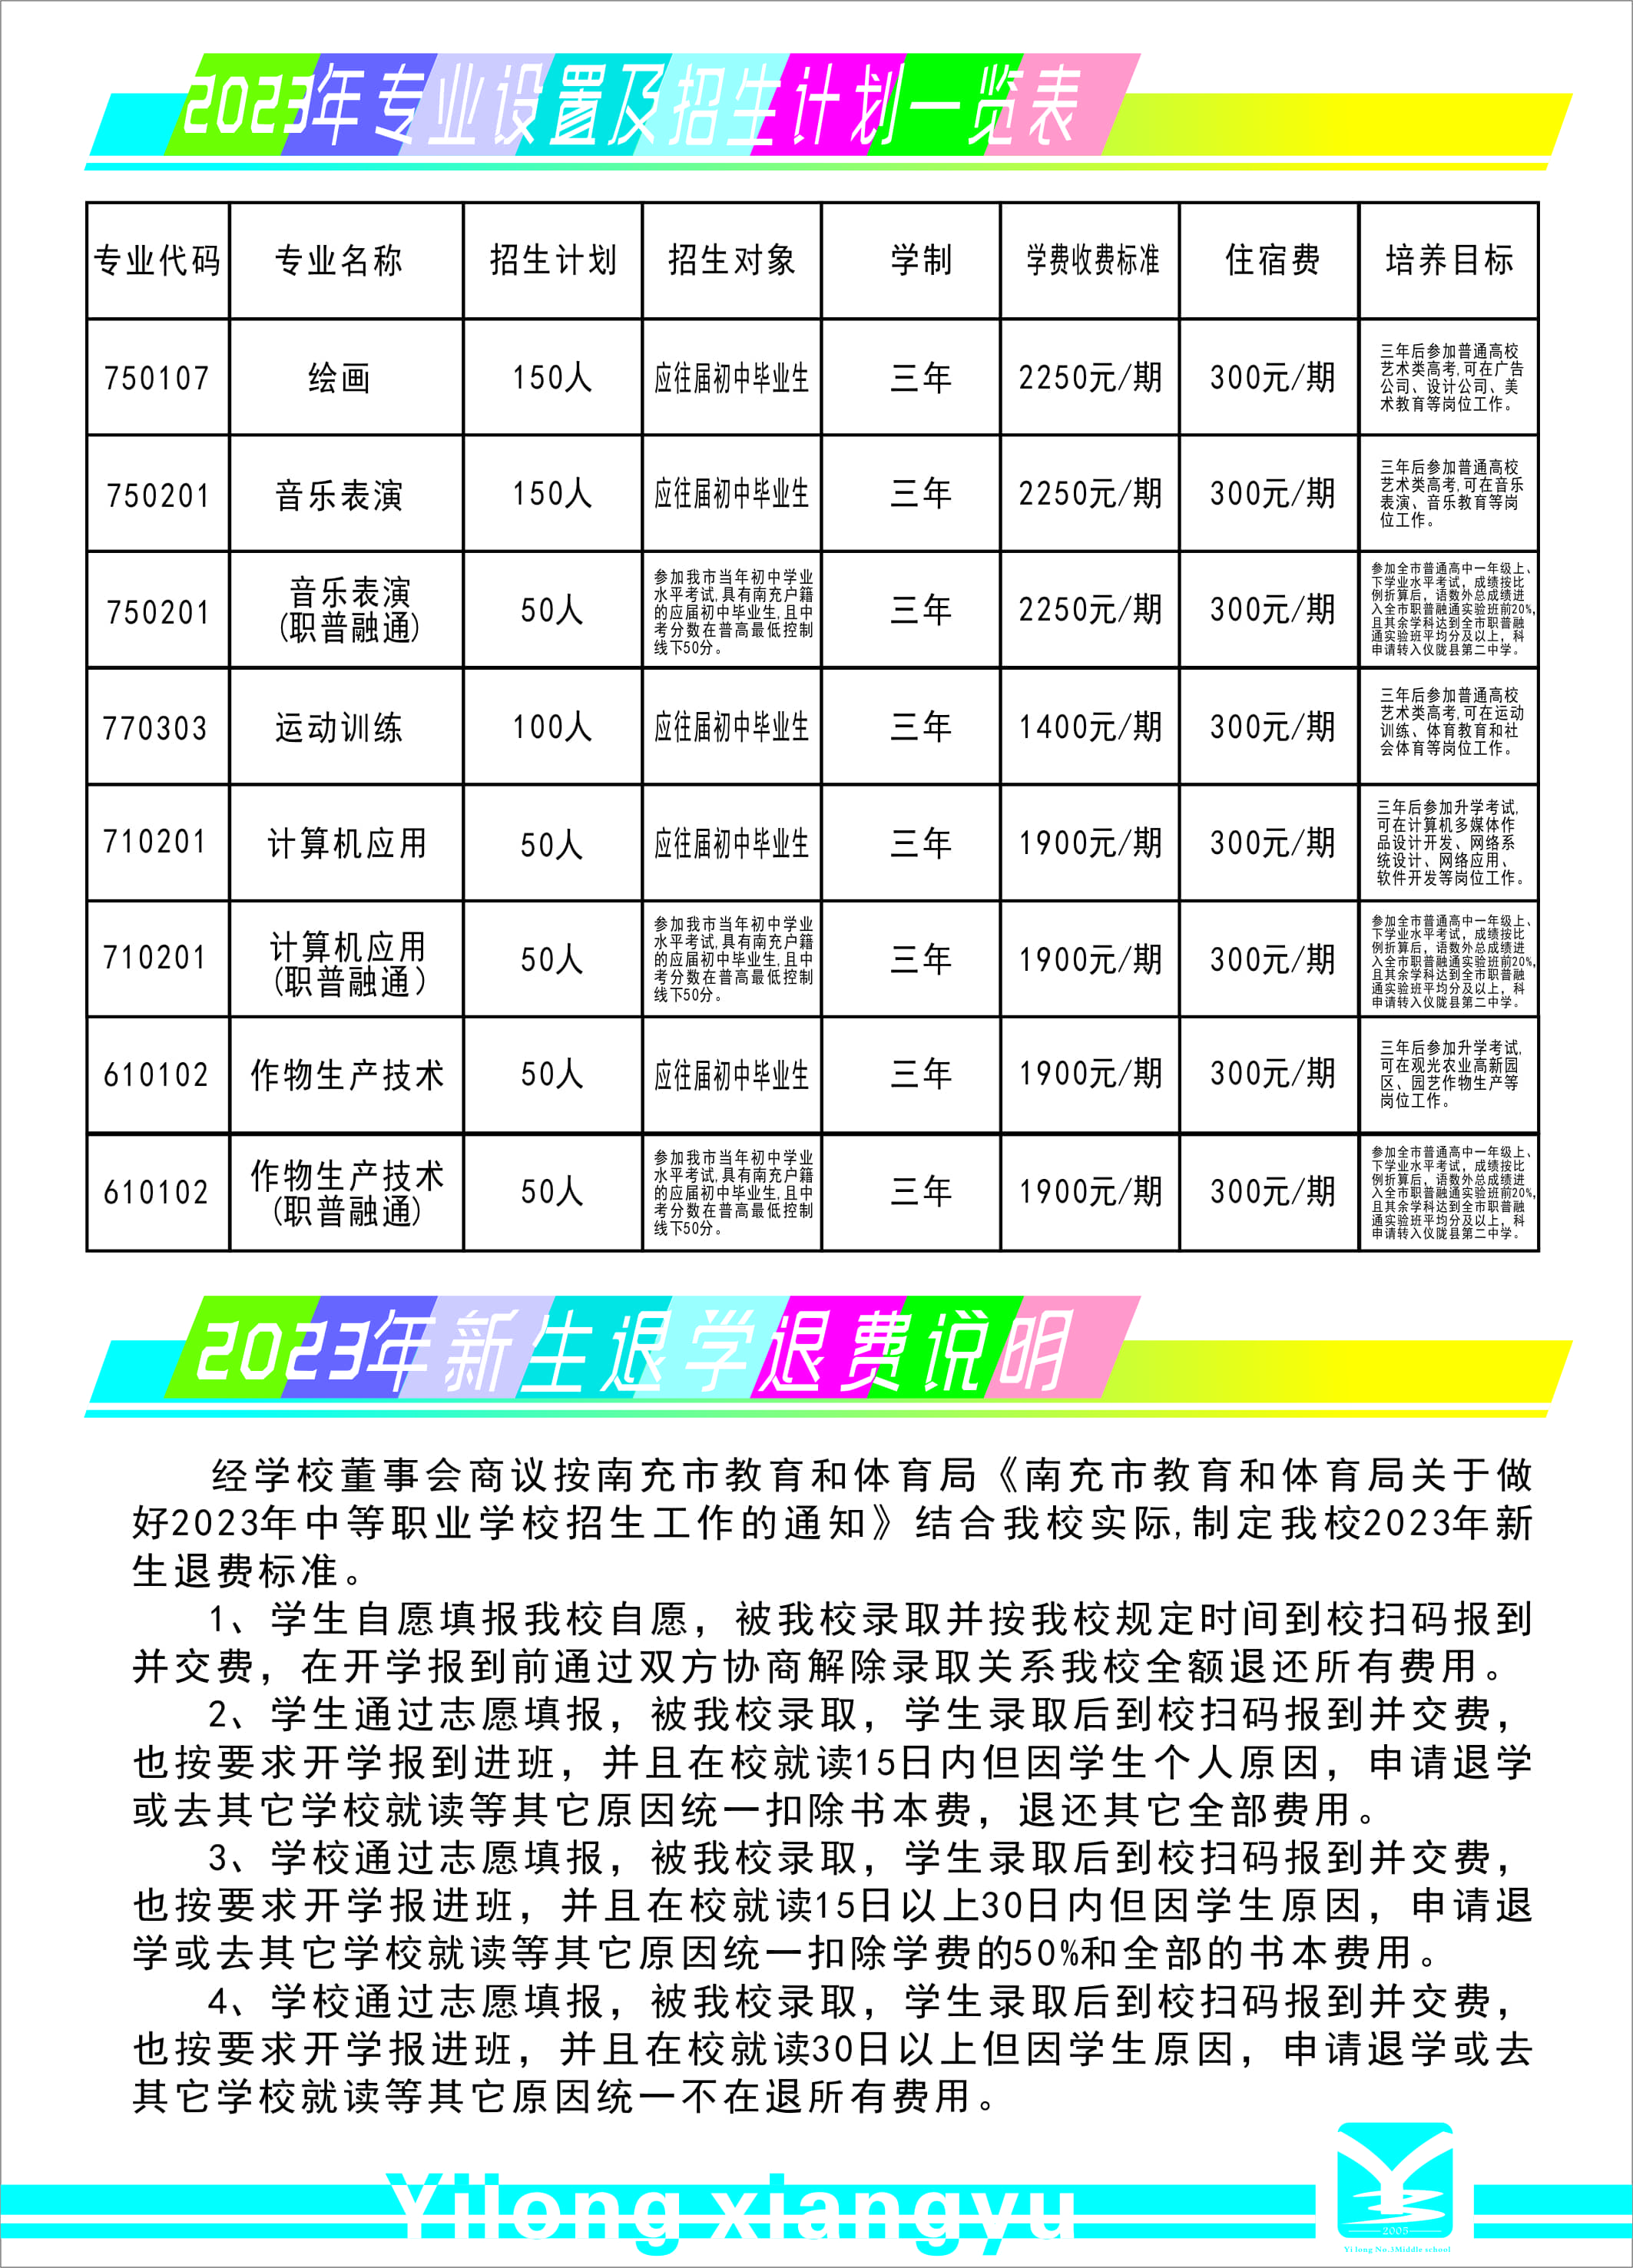 2023年专业设置及招生计划一览表
专业代码 专业名称 招生计划 招生对象 学制 学费收费标准 住宿费 培养目标
750107 绘画 150人 应往届初中毕业生 三年 2250元/期 300元/期
三年后参加普通高校
艺术类高考,可在广告
公司、设计公司、美
术教育等岗位工作。
750201 音乐表演 150人 应往届初中毕业生 三年 2250元/期 300元/期
三年后参加普通高校
艺术类高考,可在音乐
表演、音乐教育等岗
位工作。
750201
音乐表演
(职普融通)
50人
参加我市当年初中学业
水平考试,具有南充户籍
的应届初中毕业生,且中
考分数在普高最低控制
线下50分。
三年 2250元/期 300元/期
参加全市普通高中一年级上、
下学业水平考试，成绩按比
例折算后，语数外总成绩进
入全市职普融通实验班前20%,
且其余学科达到全市职普融
通实验班平均分及以上，科
申请转入仪陇县第二中学。
770303 运动训练 100人 应往届初中毕业生 三年 1400元/期 300元/期
三年后参加普通高校
艺术类高考,可在运动
训练、体育教育和社
会体育等岗位工作。
710201 计算机应用 50人 应往届初中毕业生 三年 1900元/期 300元/期
三年后参加升学考试,
可在计算机多媒体作
品设计开发、网络系
统设计、网络应用、
软件开发等岗位工作。
710201
计算机应用
(职普融通）
50人
参加我市当年初中学业
水平考试,具有南充户籍
的应届初中毕业生,且中
考分数在普高最低控制
线下50分。
三年 1900元/期 300元/期
参加全市普通高中一年级上、
下学业水平考试，成绩按比
例折算后，语数外总成绩进
入全市职普融通实验班前20%,
且其余学科达到全市职普融
通实验班平均分及以上，科
申请转入仪陇县第二中学。
610102 作物生产技术 50人 应往届初中毕业生 三年 1900元/期 300元/期
三年后参加升学考试,
可在观光农业高新园
区、园艺作物生产等
岗位工作。
610102
作物生产技术
(职普融通)
50人
参加我市当年初中学业
水平考试,具有南充户籍
的应届初中毕业生,且中
考分数在普高最低控制
线下50分。
三年 1900元/期 300元/期
参加全市普通高中一年级上、
下学业水平考试，成绩按比
例折算后，语数外总成绩进
入全市职普融通实验班前20%,
且其余学科达到全市职普融
通实验班平均分及以上，科
申请转入仪陇县第二中学。
2023年新生退学退费说明
经学校董事会商议按南充市教育和体育局《南充市教育和体育局关于做
好2023年中等职业学校招生工作的通知》结合我校实际,制定我校2023年新
生退费标准。
1、学生自愿填报我校自愿，被我校录取并按我校规定时间到校扫码报到
并交费，在开学报到前通过双方协商解除录取关系我校全额退还所有费用。
2、学生通过志愿填报，被我校录取，学生录取后到校扫码报到并交费，
也按要求开学报到进班，并且在校就读15日内但因学生个人原因，申请退学
或去其它学校就读等其它原因统一扣除书本费，退还其它全部费用。
3、学校通过志愿填报，被我校录取，学生录取后到校扫码报到并交费，
也按要求开学报进班，并且在校就读15日以上30日内但因学生原因，申请退
学或去其它学校就读等其它原因统一扣除学费的50%和全部的书本费用。
4、学校通过志愿填报，被我校录取，学生录取后到校扫码报到并交费，
也按要求开学报进班，并且在校就读30日以上但因学生原因，申请退学或去
其它学校就读等其它原因统一不在退所有费用。
Yilong xiangyu
2005
Yi long No.3Middle school